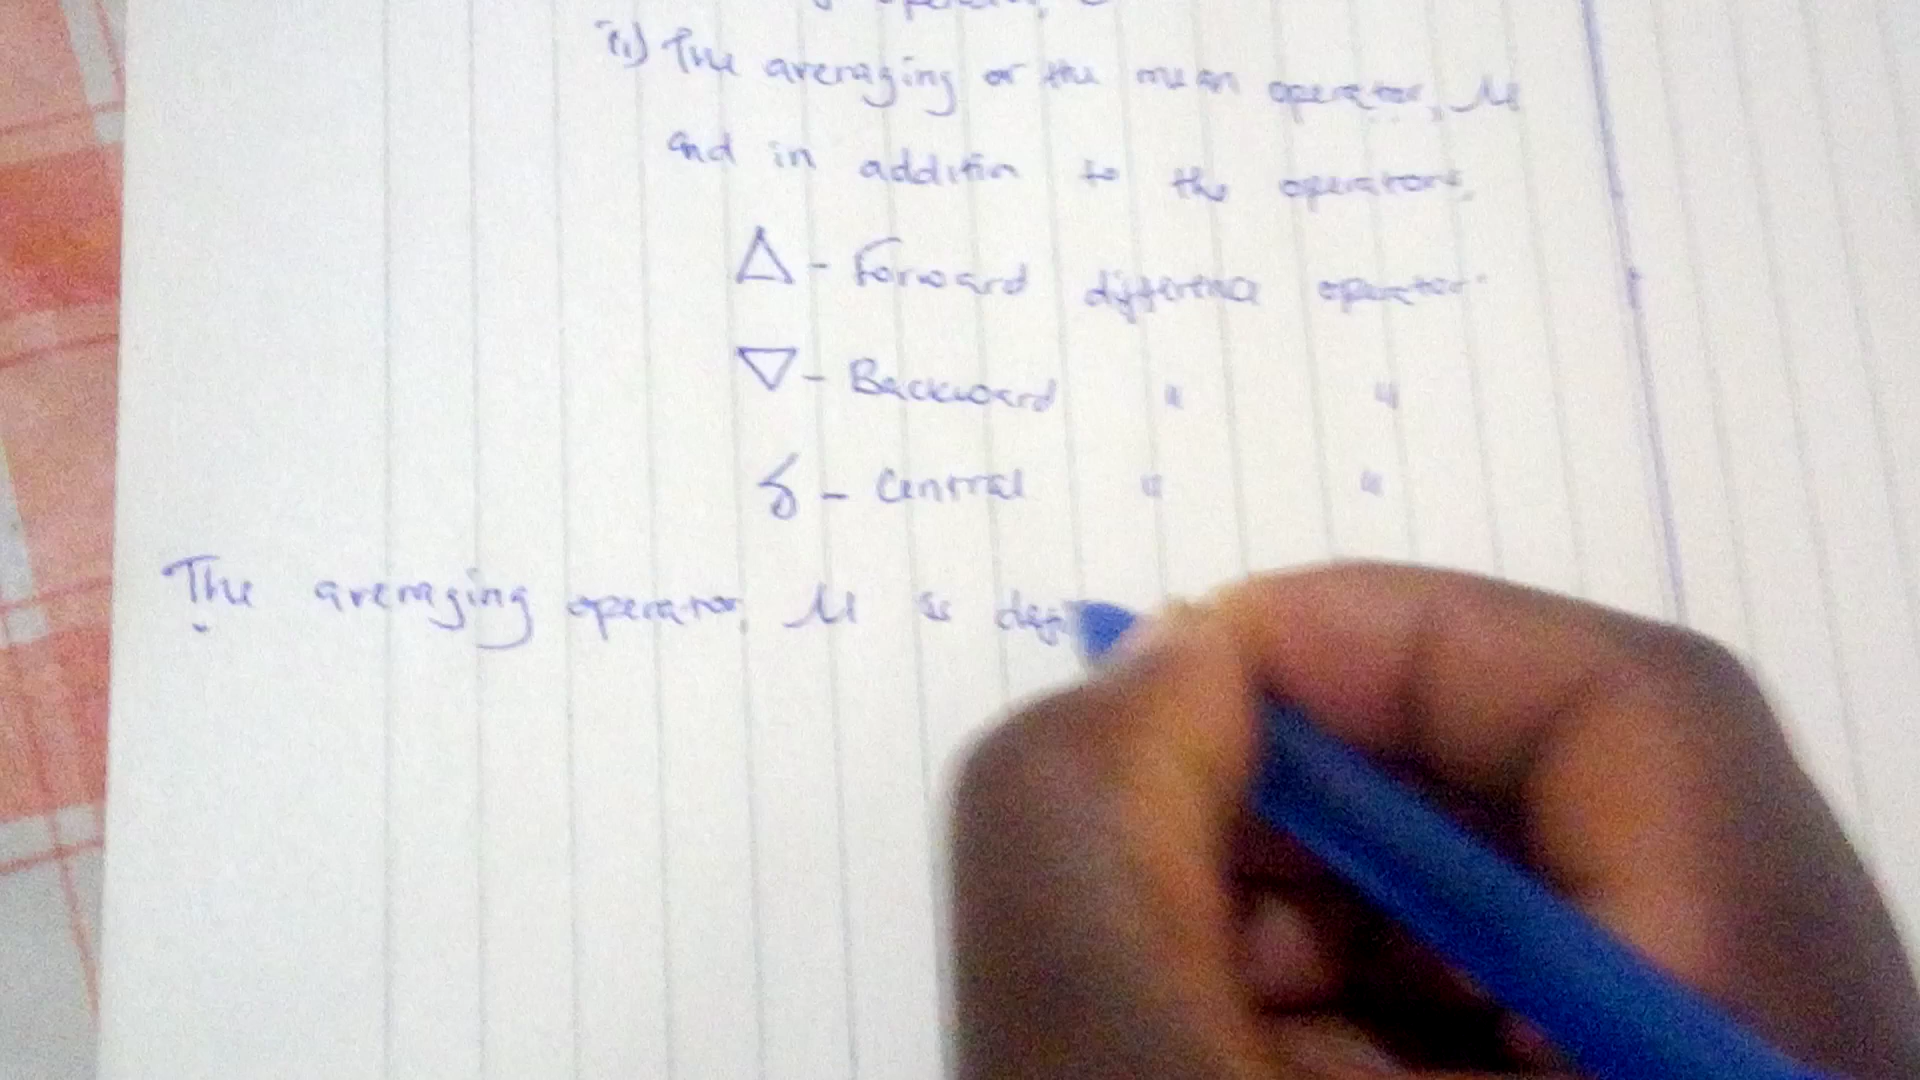 ii) The averaging or the mean operator, μ
and in addition to the operators,
△ - Forward difference operator.
▽ - Backward " "
δ - Central " "
The averaging operator, μ is